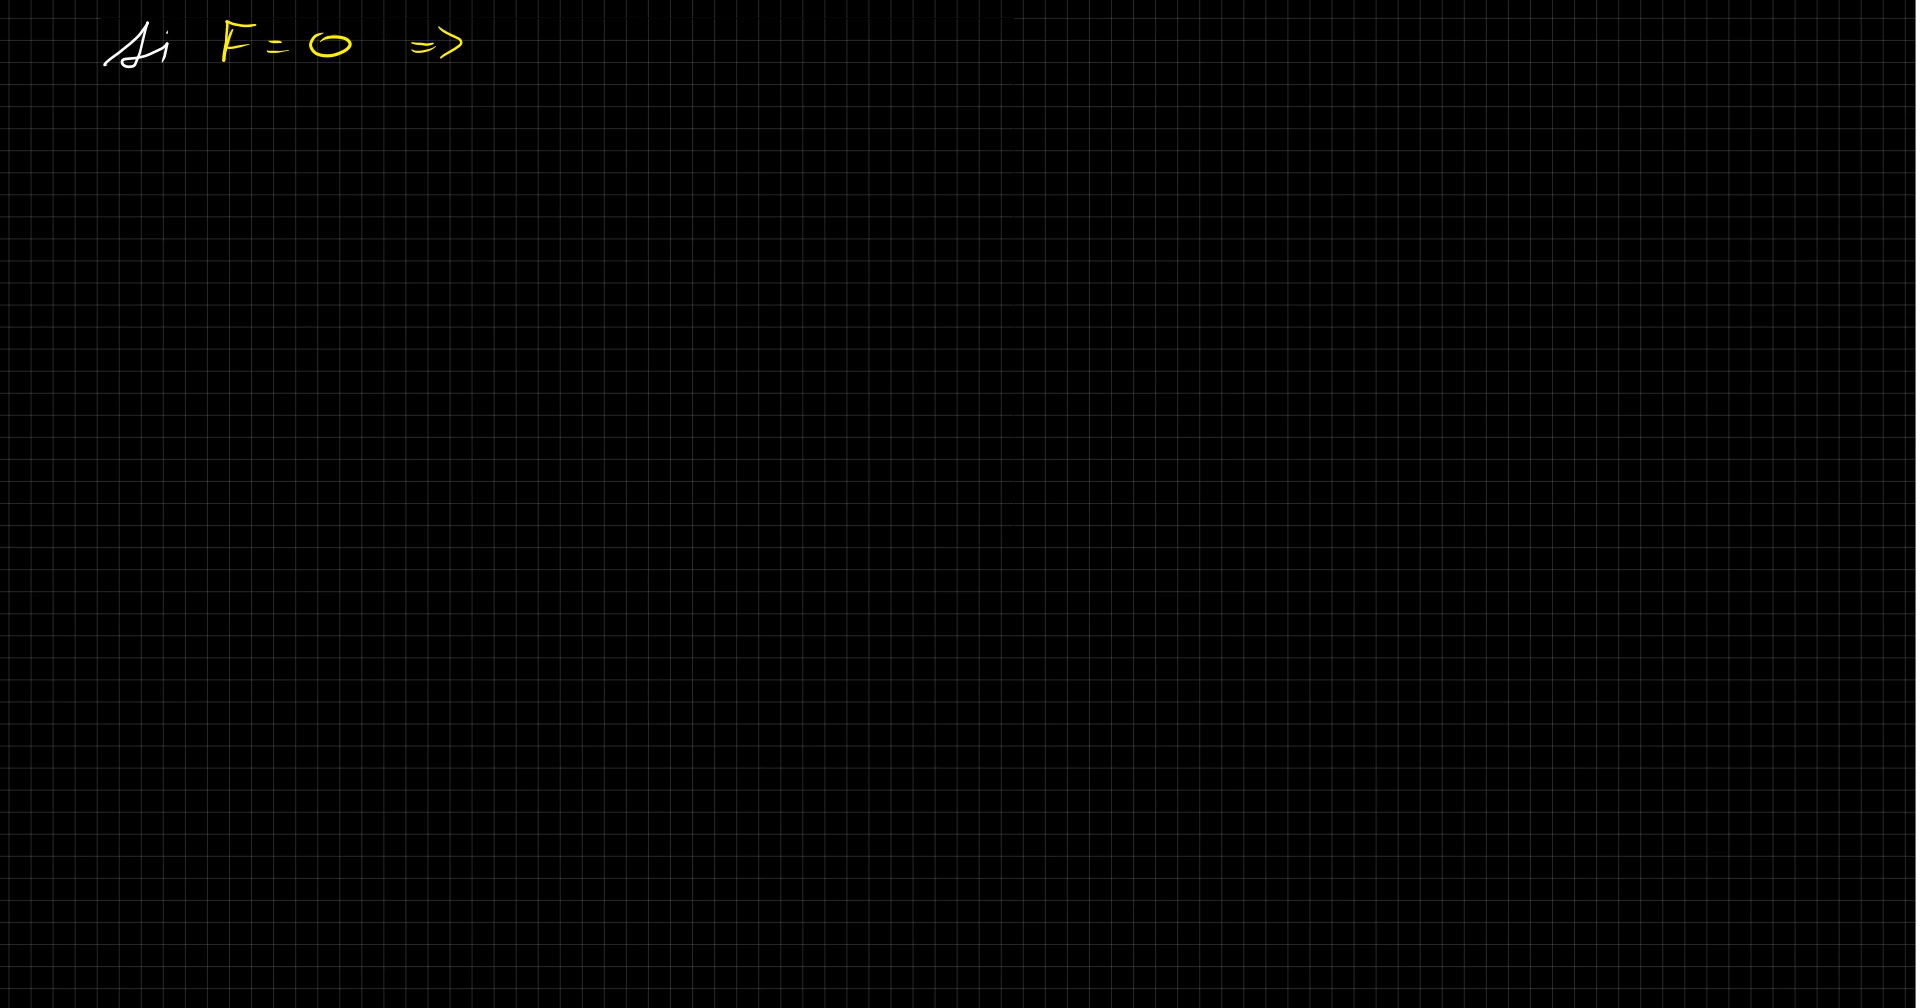 Si F = 0 =>